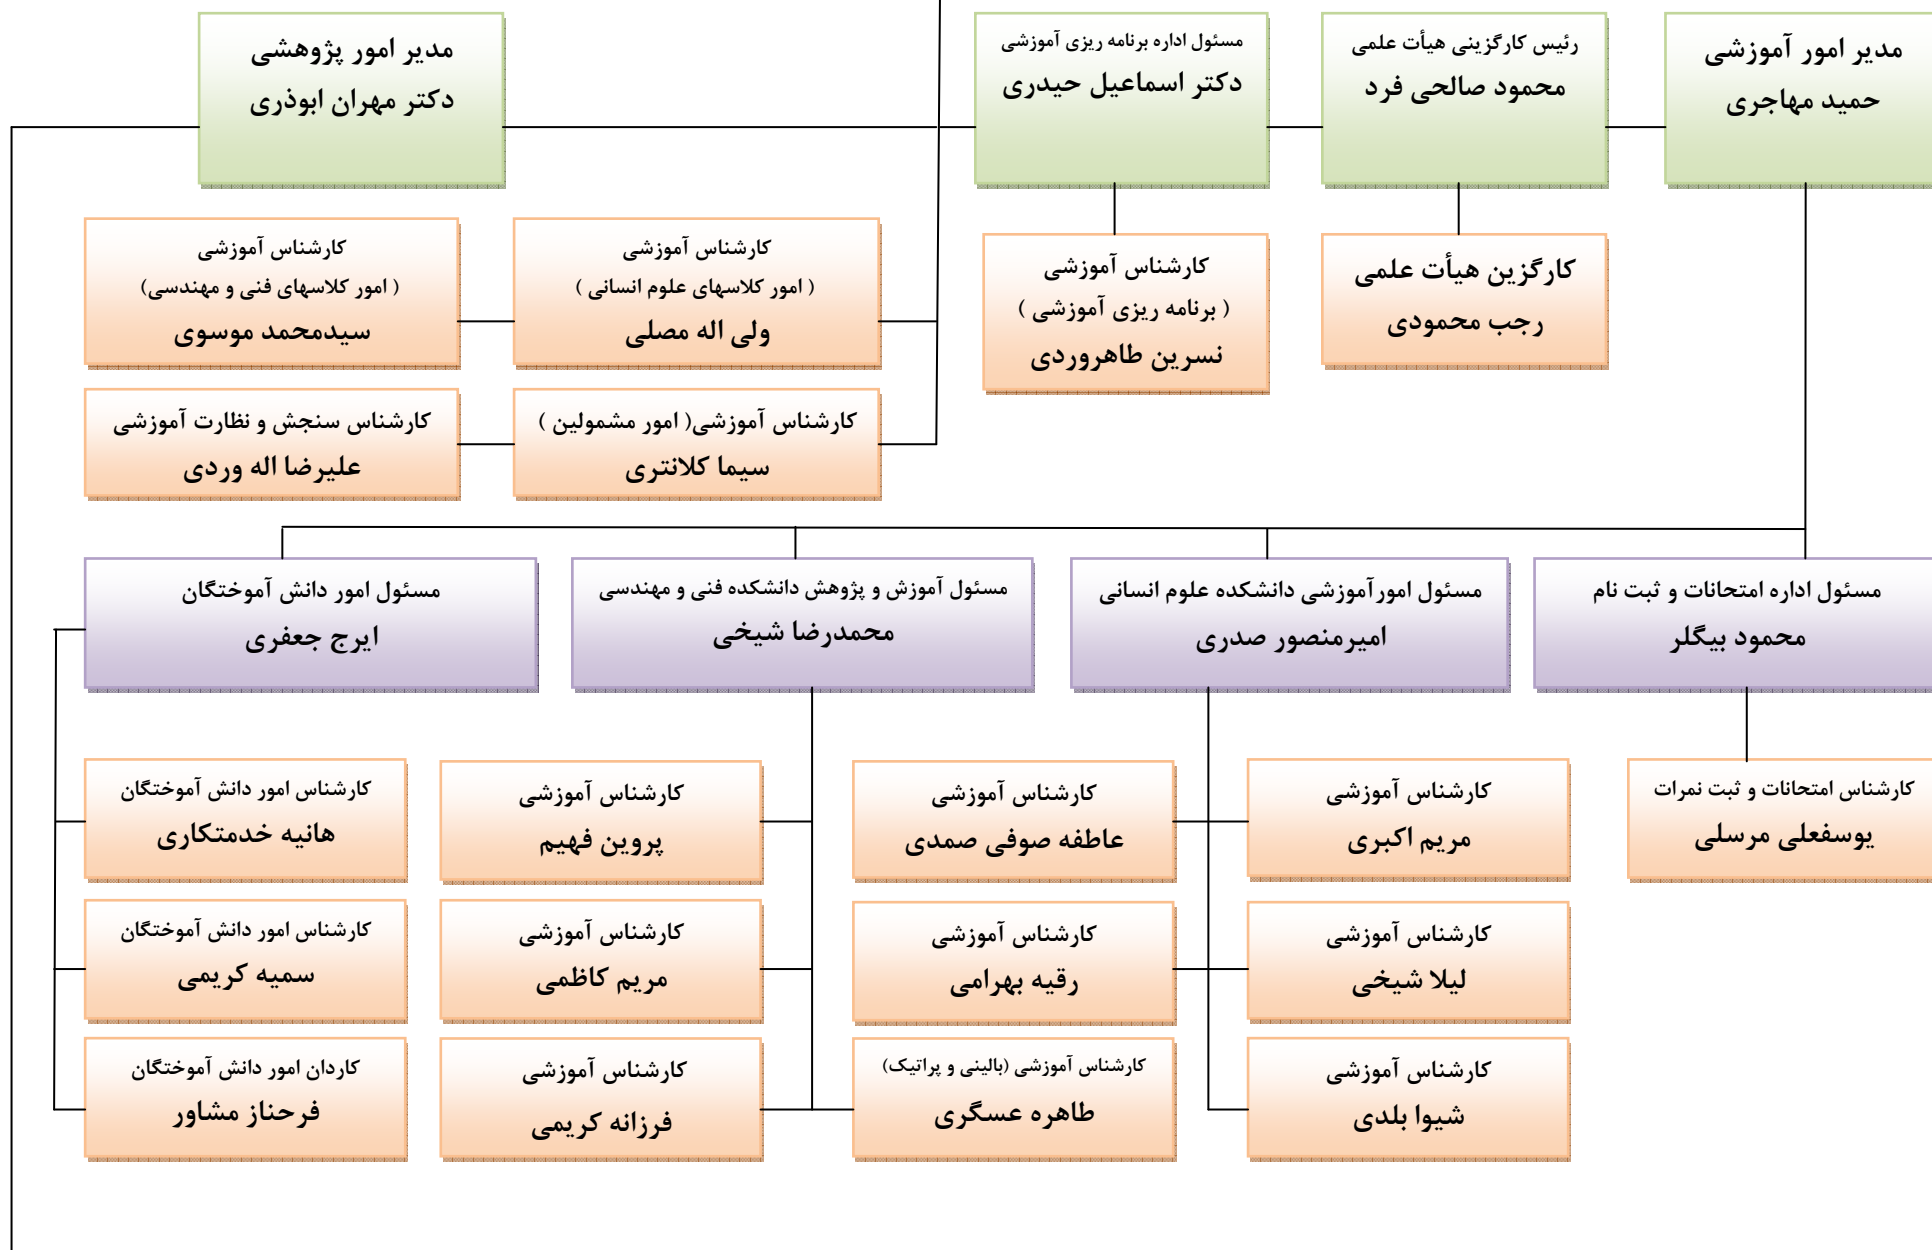 مدیر امور آموزشی
حمید مهاجری
رئیس کارگزینی هیأت علمی
محمود صالحی فرد
مسئول اداره برنامه ریزی آموزشی
دکتر اسماعیل حیدری
مدیر امور پژوهشی
دکتر مهران ابوذری
کارگزین هیأت علمی
رجب محمودی
کارشناس آموزشی
( برنامه ریزی آموزشی )
نسرین طاهروردی
کارشناس آموزشی
( امور کلاسهای علوم انسانی )
ولی اله مصلی
کارشناس آموزشی
( امور کلاسهای فنی و مهندسی)
سیدمحمد موسوی
کارشناس آموزشی( امور مشمولین )
سیما کلانتری
کارشناس سنجش و نظارت آموزشی
علیرضا اله وردی
مسئول اداره امتحانات و ثبت نام
محمود بیگلر
مسئول امورآموزشی دانشکده علوم انسانی
امیرمنصور صدری
مسئول آموزش و پژوهش دانشکده فنی و مهندسی
محمدرضا شیخی
مسئول امور دانش آموختگان
ایرج جعفری
کارشناس امتحانات و ثبت نمرات
یوسفعلی مرسلی
کارشناس آموزشی
مریم اکبری
کارشناس آموزشی
عاطفه صوفی صمدی
کارشناس آموزشی
پروین فهیم
کارشناس امور دانش آموختگان
هانیه خدمتکاری
کارشناس آموزشی
لیلا شیخی
کارشناس آموزشی
رقیه بهرامی
کارشناس آموزشی
مریم کاظمی
کارشناس امور دانش آموختگان
سمیه کریمی
کارشناس آموزشی
شیوا بلدی
کارشناس آموزشی (بالینی و پراتیک)
طاهره عسگری
کارشناس آموزشی
فرزانه کریمی
کاردان امور دانش آموختگان
فرحناز مشاور